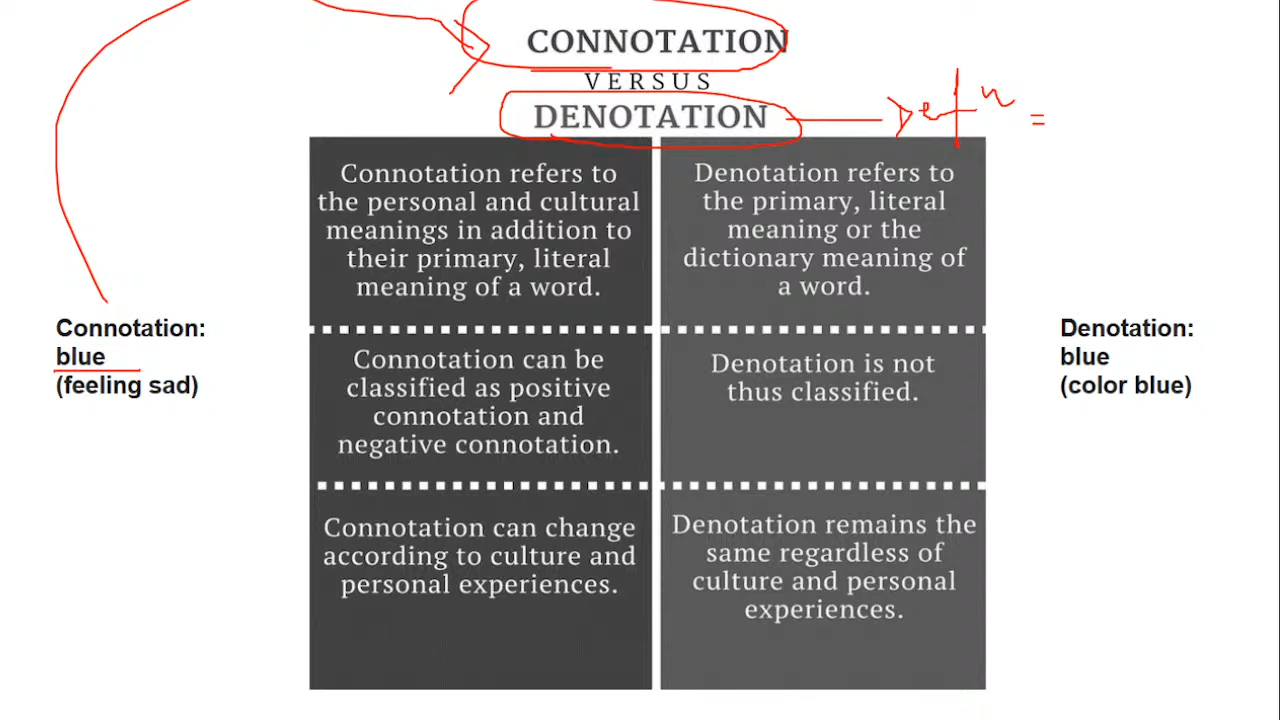 CONNOTATION
VERSUS
DENOTATION
Defn =
Connotation refers to
the personal and cultural
meanings in addition to
their primary, literal
meaning of a word.
Denotation refers to
the primary, literal
meaning or the
dictionary meaning of
a word.
Connotation:
blue
(feeling sad)
Connotation can be
classified as positive
connotation and
negative connotation.
Denotation is not
thus classified.
Denotation:
blue
(color blue)
Connotation can change
according to culture and
personal experiences.
Denotation remains the
same regardless of
culture and personal
experiences.